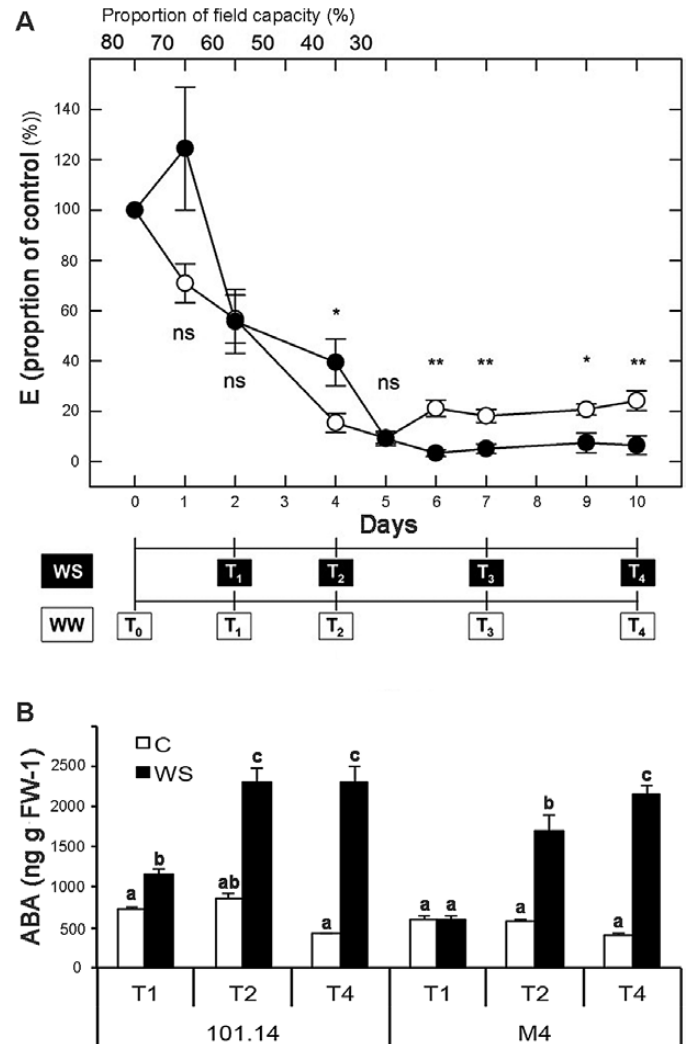 A
Proportion of field capacity (%)
80 70 60 50 40 30
E (proprtion of control (%))
140
120
100
80
60
40
20
0
ns
ns
*
ns
**
**
*
**
0 1 2 3 4 5 6 7 8 9 10
Days
WS T1 T2 T3 T4
WW T0 T1 T2 T3 T4
B
ABA (ng g FW-1)
C
WS
2500
2000
1500
1000
500
0
a b ab c a c a a a b a c
T1 T2 T4 T1 T2 T4
101.14 M4